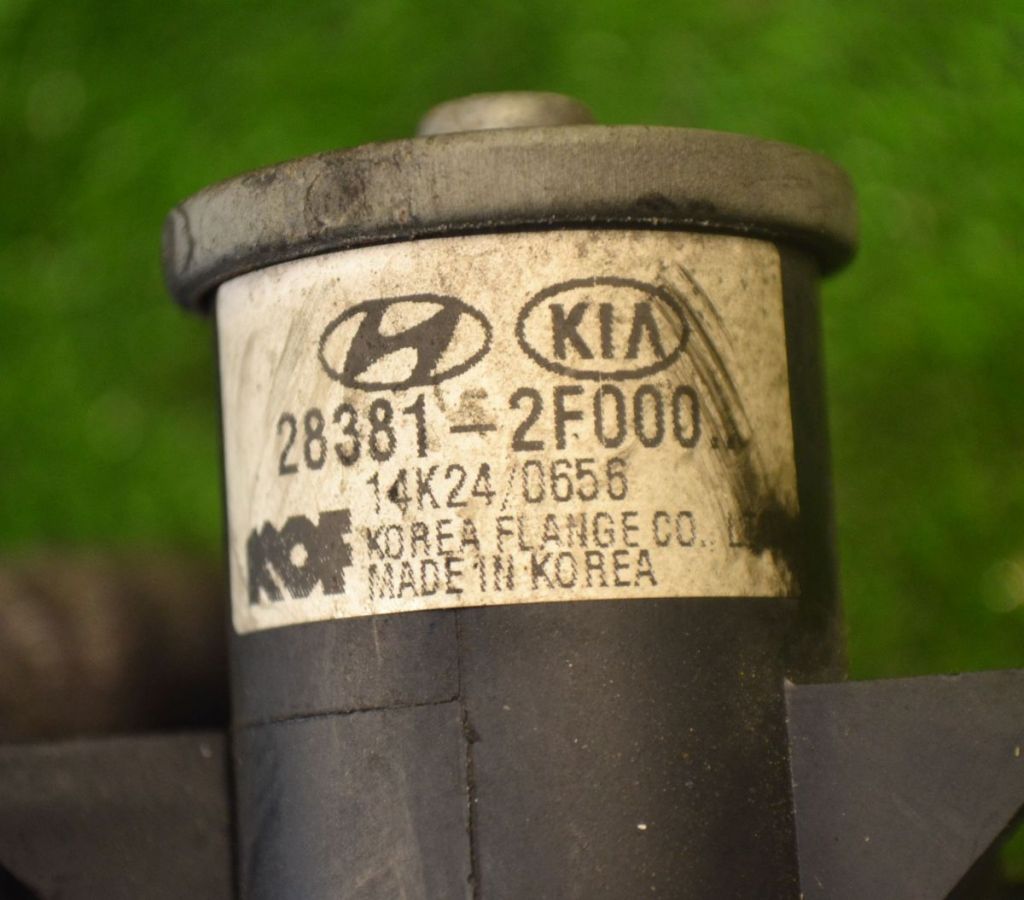 KIA
28381-2F000
14K24/0656
KOF KOREA FLANGE CO.,
MADE IN KOREA